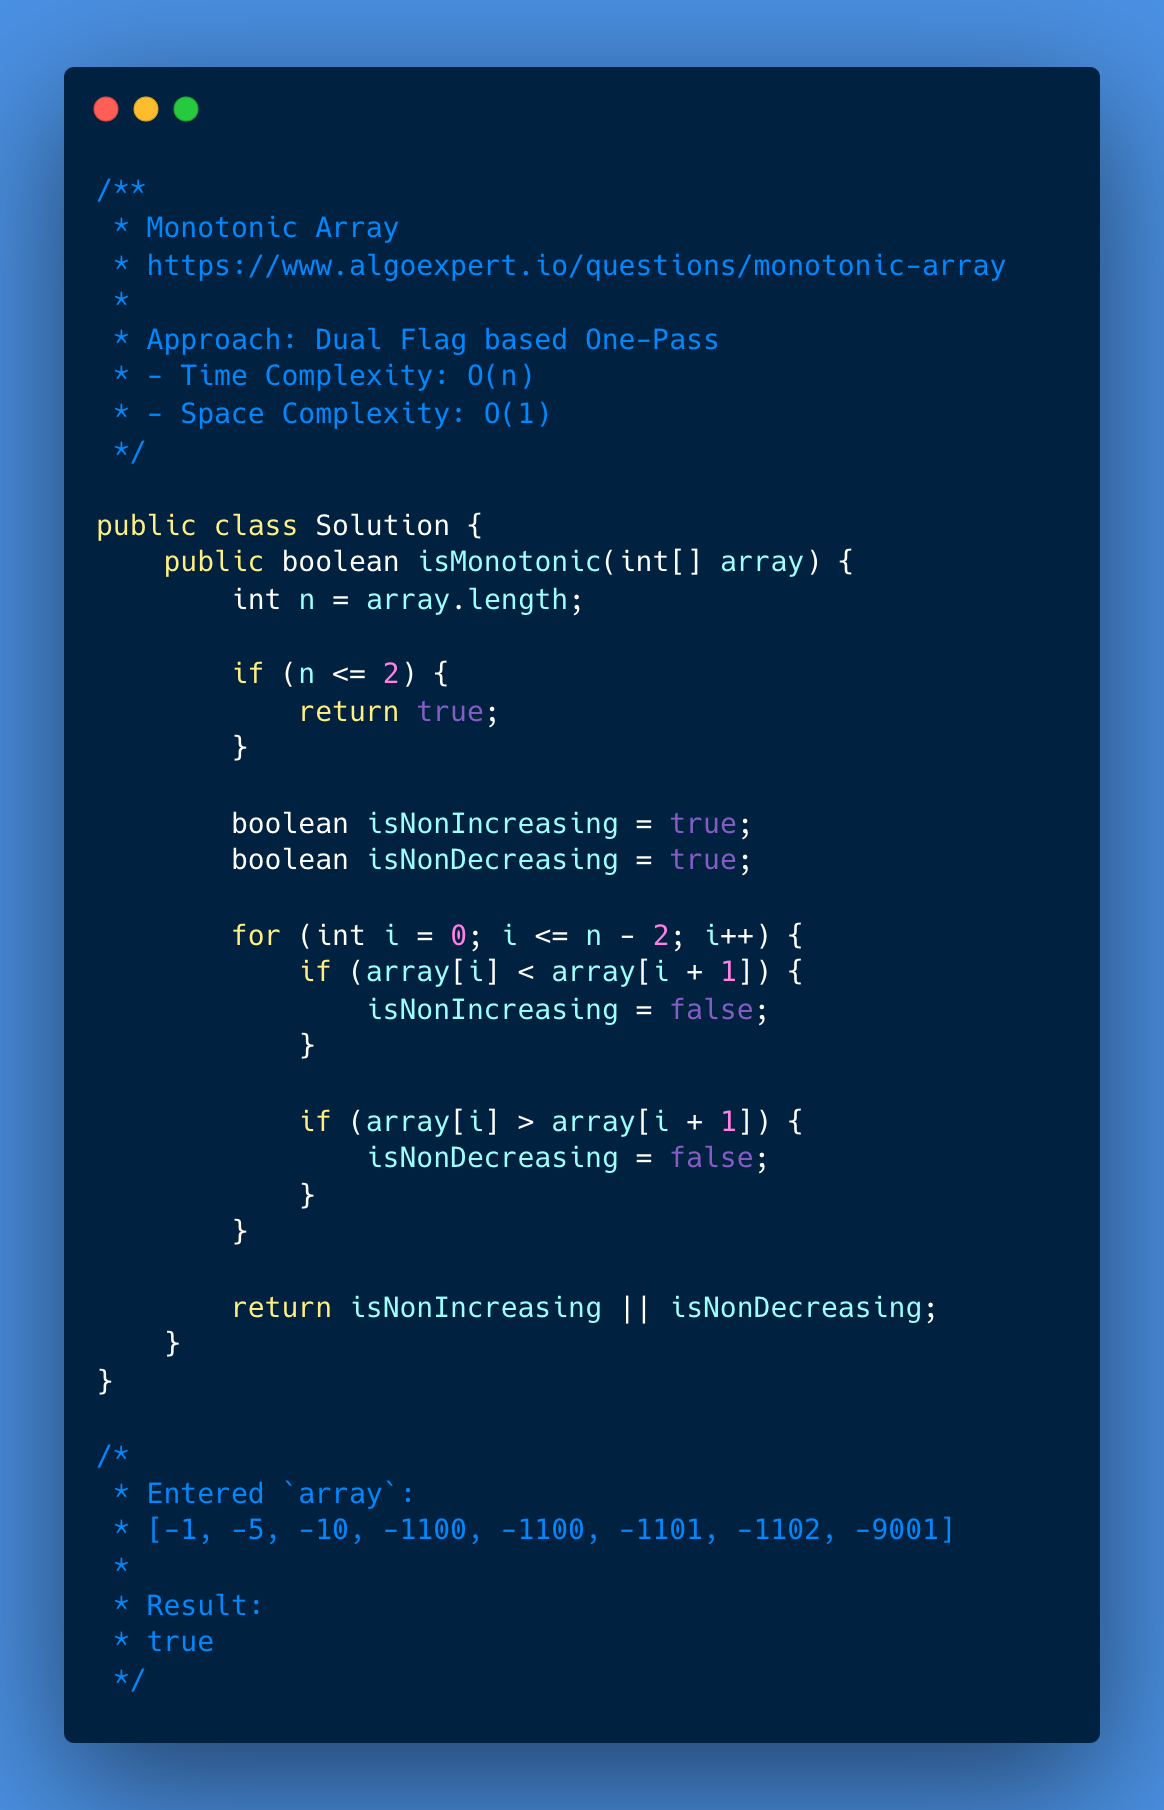 /**
 * Monotonic Array
 * https://www.algoexpert.io/questions/monotonic-array
 *
 * Approach: Dual Flag based One-Pass
 * - Time Complexity: O(n)
 * - Space Complexity: O(1)
 */

public class Solution {
    public boolean isMonotonic(int[] array) {
        int n = array.length;

        if (n <= 2) {
            return true;
        }

        boolean isNonIncreasing = true;
        boolean isNonDecreasing = true;

        for (int i = 0; i <= n - 2; i++) {
            if (array[i] < array[i + 1]) {
                isNonIncreasing = false;
            }

            if (array[i] > array[i + 1]) {
                isNonDecreasing = false;
            }
        }

        return isNonIncreasing || isNonDecreasing;
    }
}

/*
 * Entered `array`:
 * [-1, -5, -10, -1100, -1100, -1101, -1102, -9001]
 *
 * Result:
 * true
 */